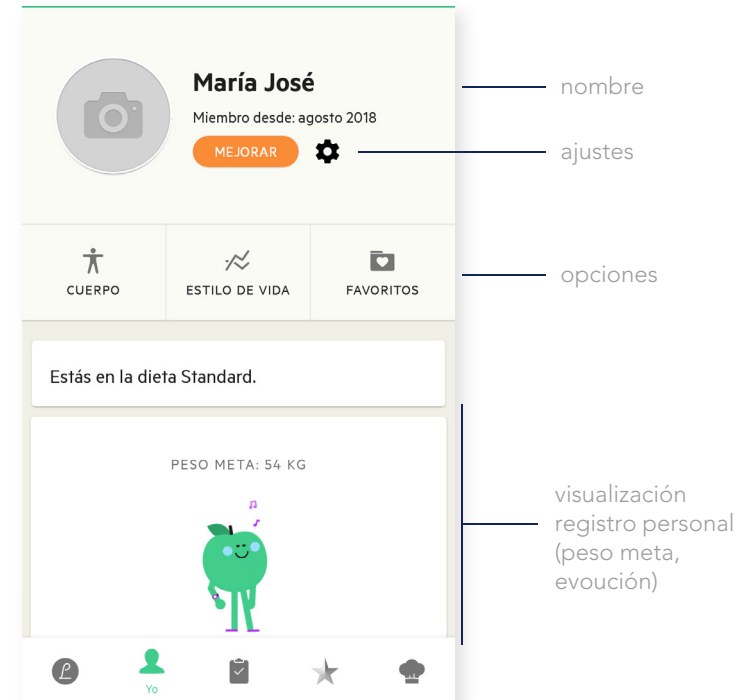 María José
nombre
Miembro desde: agosto 2018
MEJORAR
ajustes
CUERPO
ESTILO DE VIDA
FAVORITOS
opciones
Estás en la dieta Standard.
PESO META: 54 KG
visualización
registro personal
(peso meta,
evoución)
L
Yo